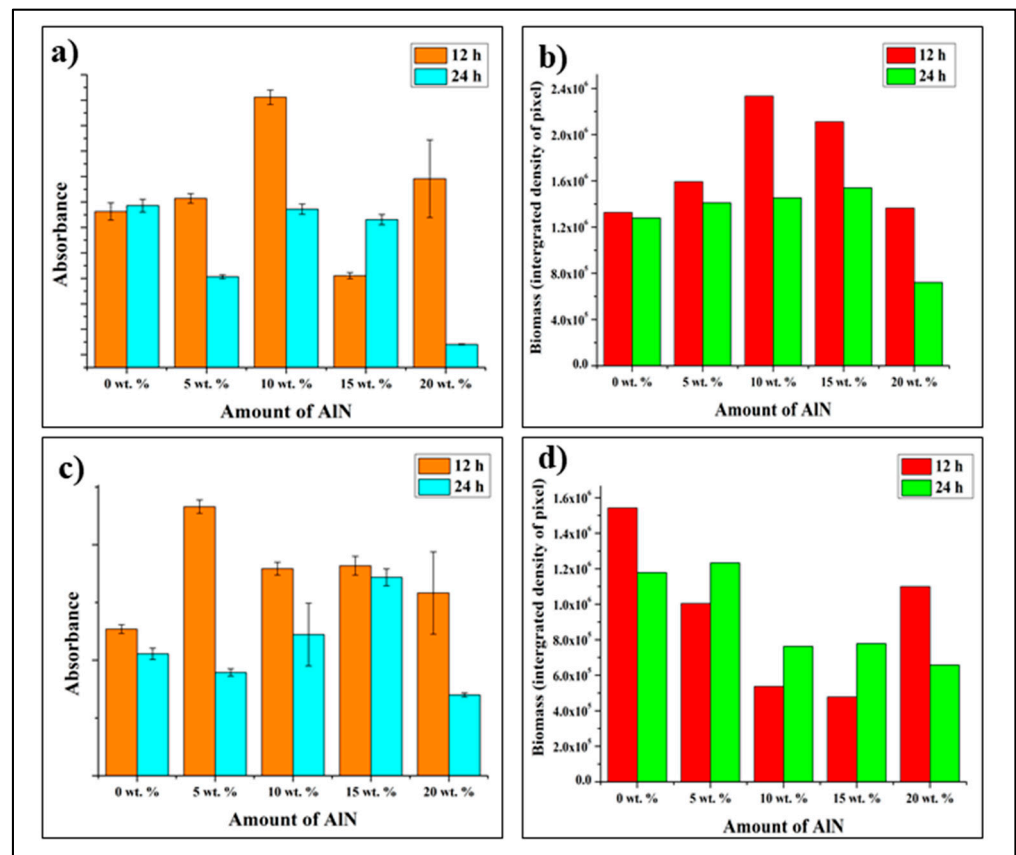 a)
12 h
24 h
Absorbance
0 wt. % 5 wt. % 10 wt. % 15 wt. % 20 wt. %
Amount of AlN
b)
12 h
24 h
Biomass (intergrated density of pixel)
2.4x10⁶
2.0x10⁶
1.6x10⁶
1.2x10⁶
8.0x10⁵
4.0x10⁵
0.0
0 wt. % 5 wt. % 10 wt. % 15 wt. % 20 wt. %
Amount of AlN
c)
12 h
24 h
Absorbance
0 wt. % 5 wt. % 10 wt. % 15 wt. % 20 wt. %
Amount of AlN
d)
12 h
24 h
Biomass (intergrated density of pixel)
1.6x10⁶
1.4x10⁶
1.2x10⁶
1.0x10⁶
8.0x10⁵
6.0x10⁵
4.0x10⁵
2.0x10⁵
0.0
0 wt. % 5 wt. % 10 wt. % 15 wt. % 20 wt. %
Amount of AlN